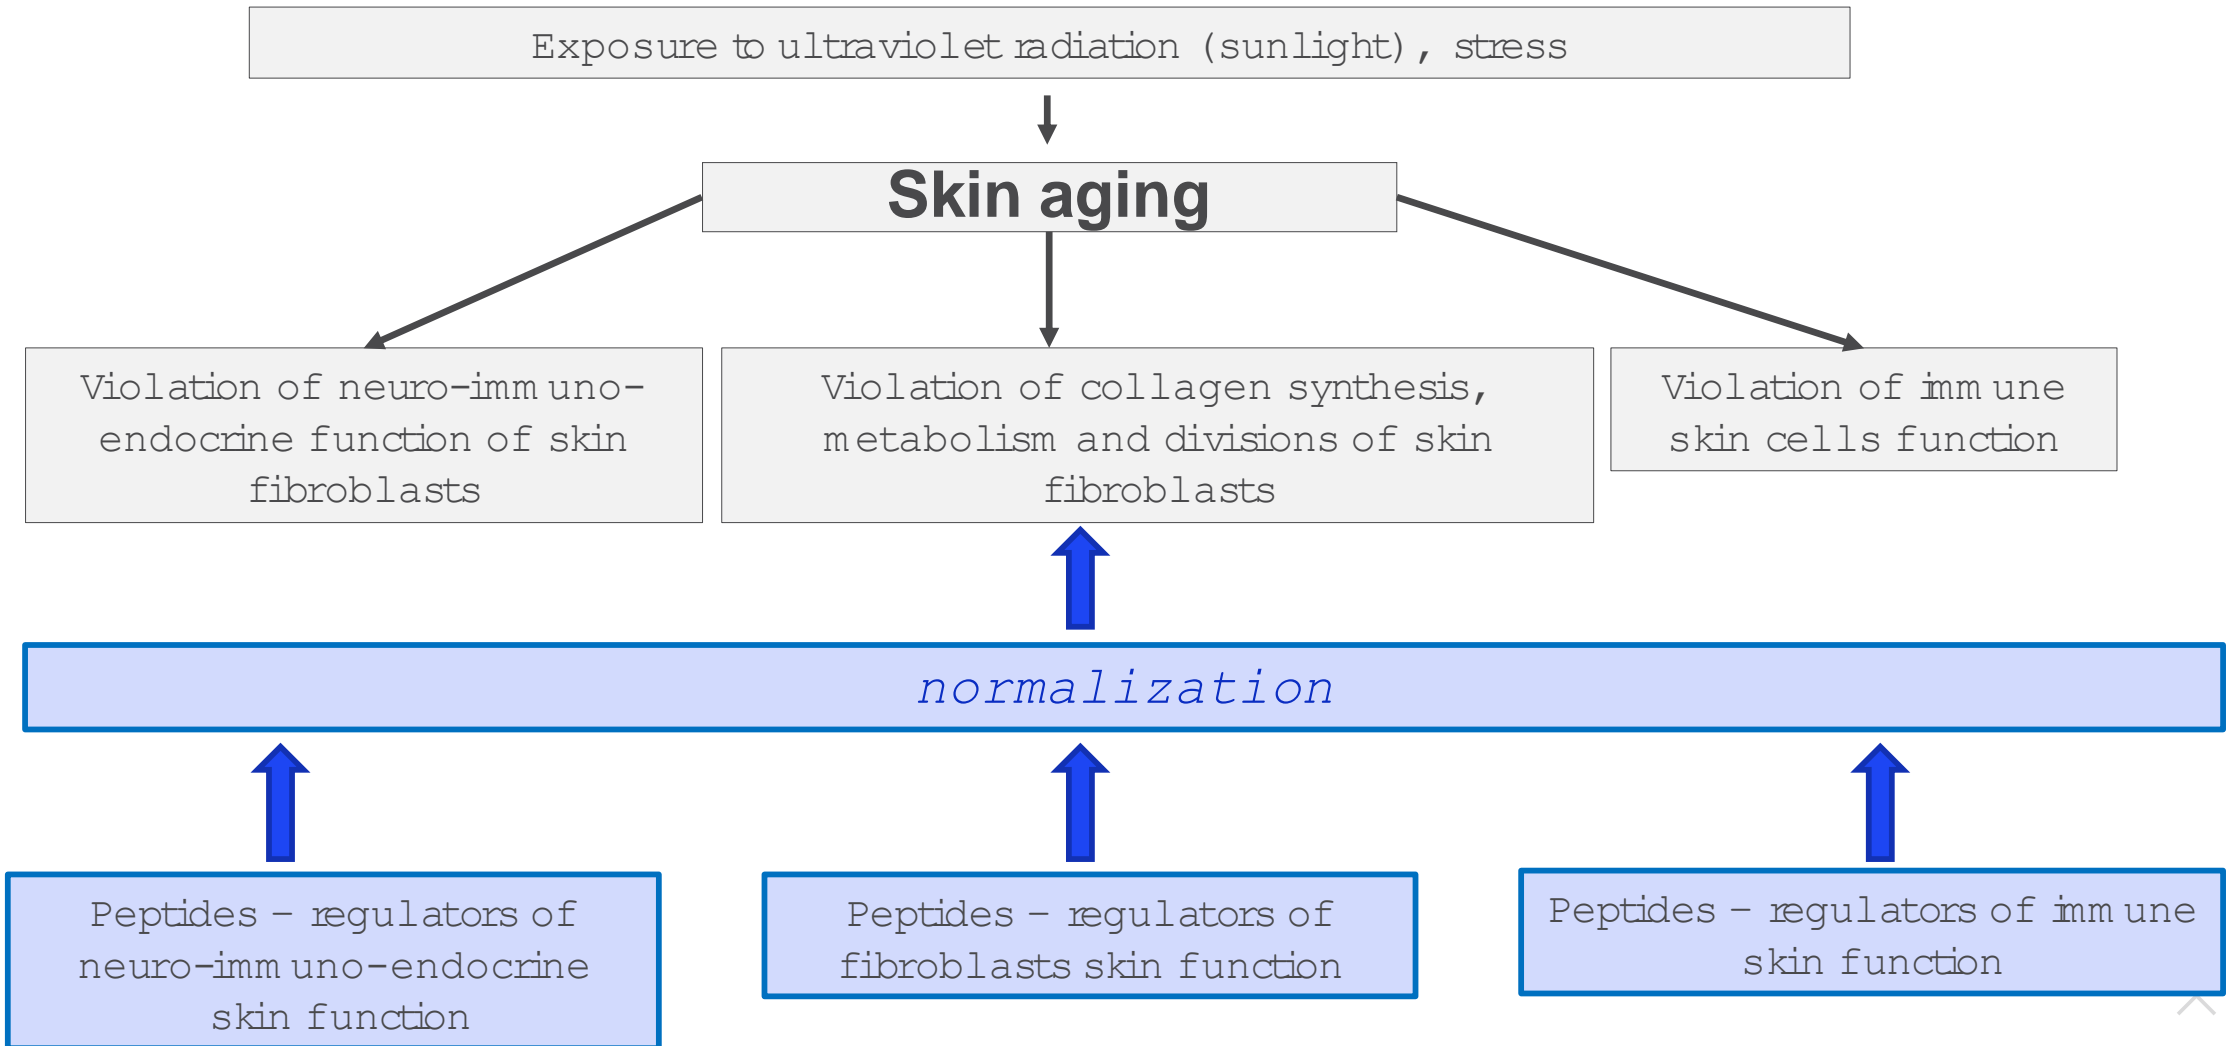 Exposure to ultraviolet radiation (sunlight), stress
Skin aging
Violation of neuro-immuno-
endocrine function of skin
fibroblasts
Violation of collagen synthesis,
metabolism and divisions of skin
fibroblasts
Violation of immune
skin cells function
normalization
Peptides – regulators of
neuro-immuno-endocrine
skin function
Peptides – regulators of
fibroblasts skin function
Peptides – regulators of immune
skin function